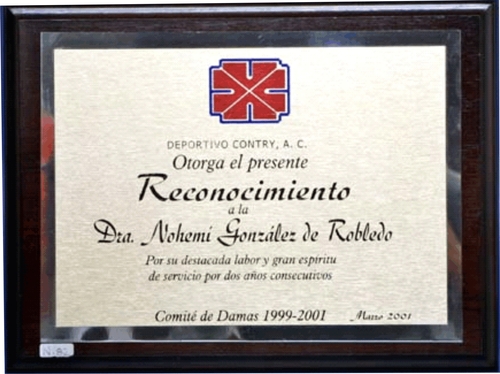 DEPORTIVO CONTRY, A. C.
Otorga el presente
Reconocimiento
a la
Dra. Nohemí González de Robledo
Por su destacada labor y gran espíritu
de servicio por dos años consecutivos
Comité de Damas 1999-2001 Marzo 2001